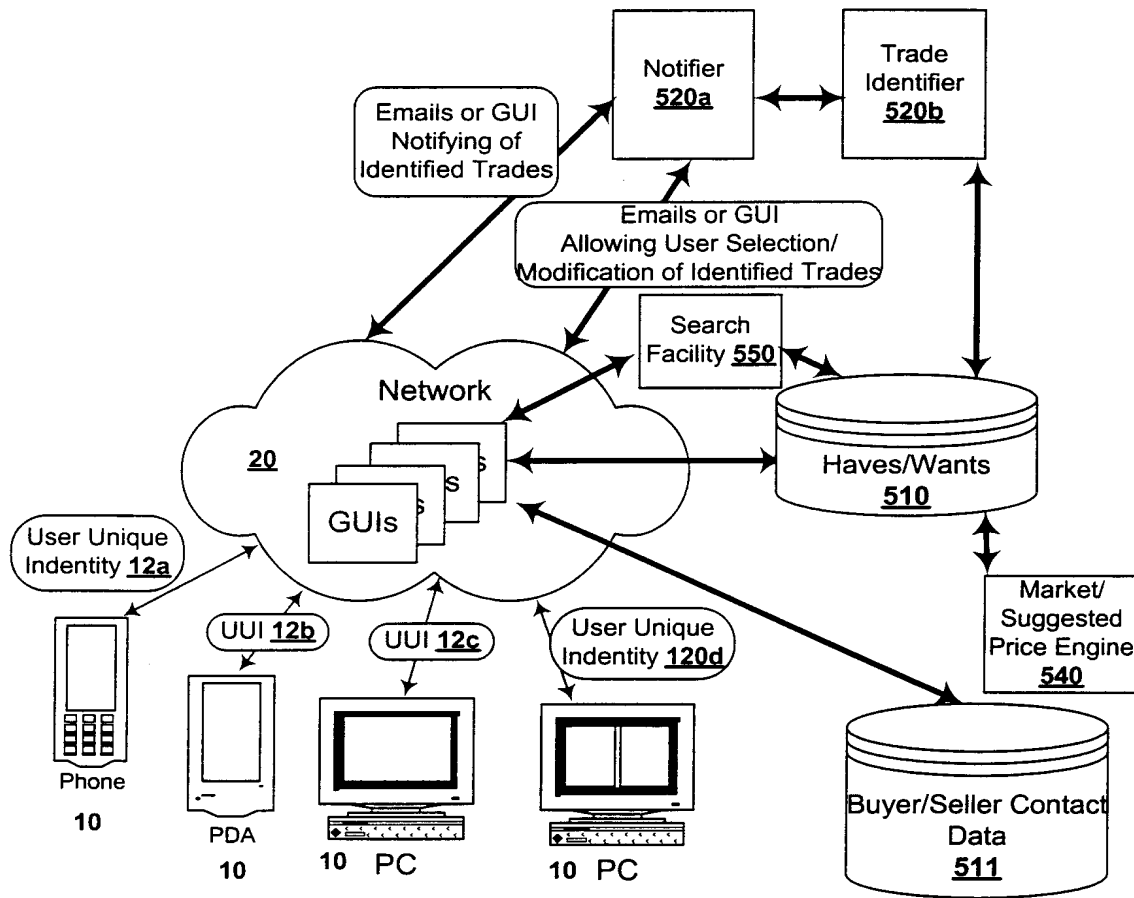 Notifier
520a
Trade
Identifier
520b
Emails or GUI
Notifying of
Identified Trades
Emails or GUI
Allowing User Selection/
Modification of Identified Trades
Search
Facility 550
Network
20
s
s
s
GUIs
Haves/Wants
510
User Unique
Indentity 12a
UUI 12b
UUI 12c
User Unique
Indentity 120d
Market/
Suggested
Price Engine
540
Phone
10
PDA
10
10 PC
10 PC
Buyer/Seller Contact
Data
511